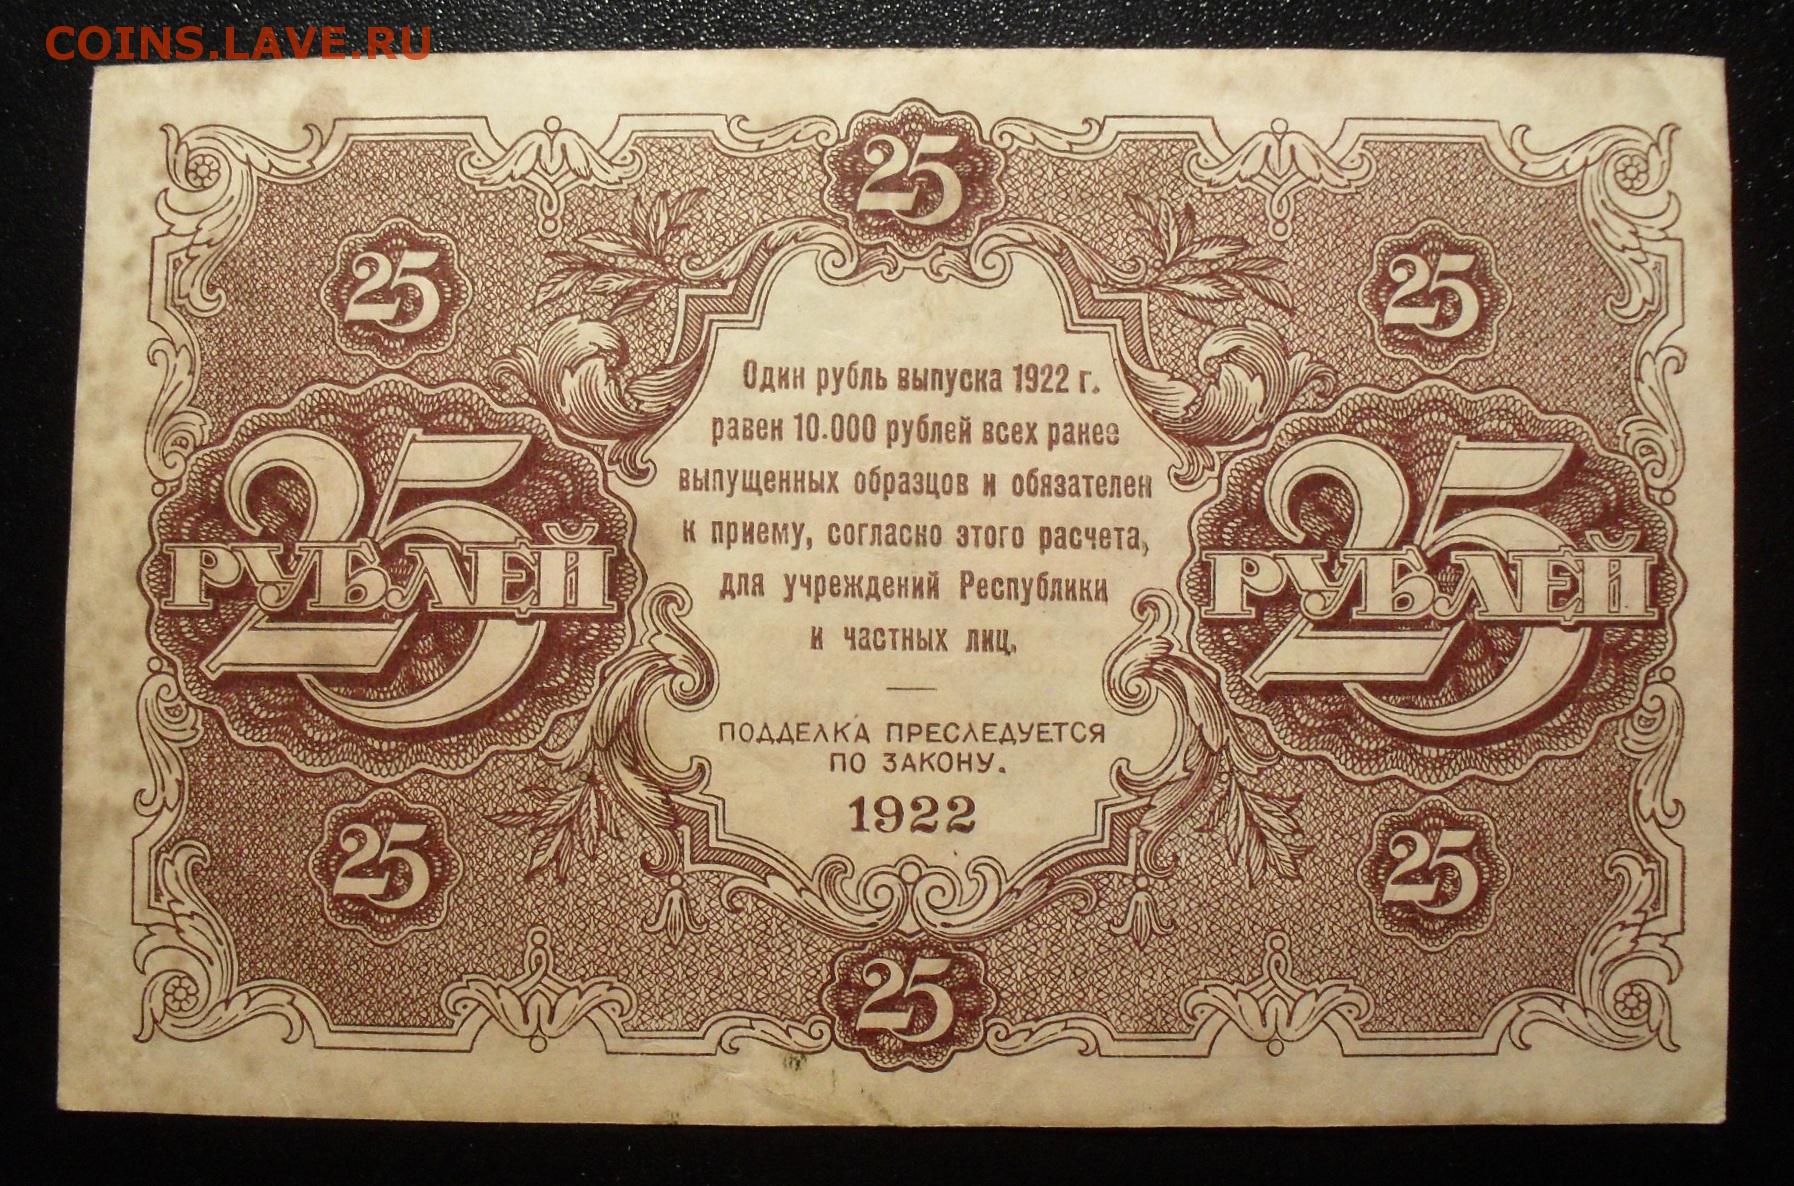 COINS.LAVE.RU
25
25 25
Один рубль выпуска 1922 г.
равен 10.000 рублей всех ранее
выпущенных образцов и обязателен
к приему, согласно этого расчета,
для учреждений Республики
и частных лиц.
25 РУБЛЕЙ 25 РУБЛЕЙ
ПОДДЕЛКА ПРЕСЛЕДУЕТСЯ
ПО ЗАКОНУ.
1922
25 25
25